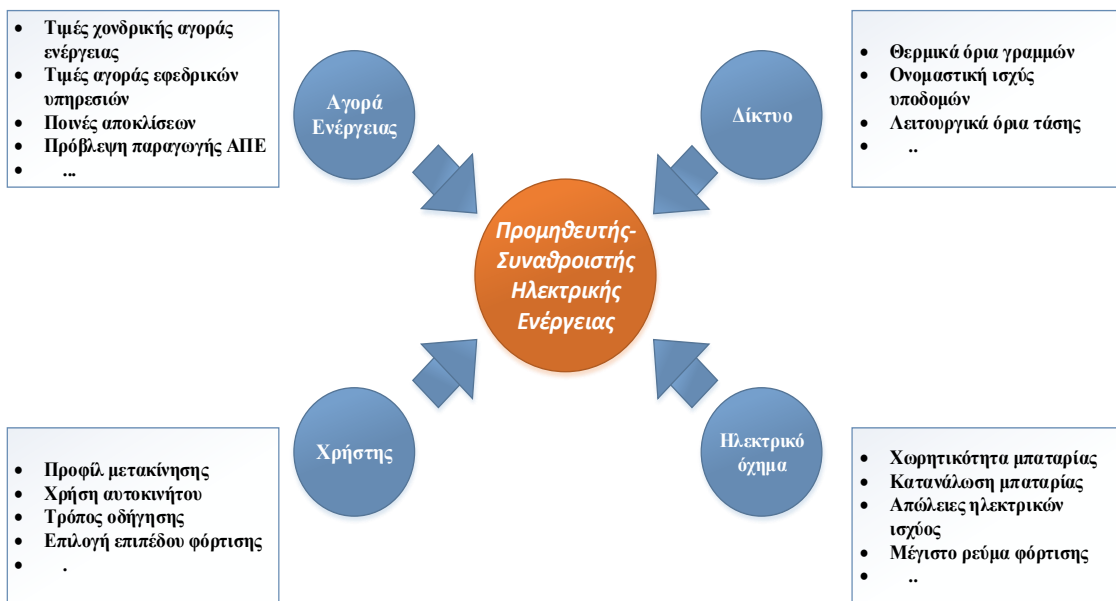 • Τιμές χονδρικής αγοράς
ενέργειας
• Τιμές αγοράς εφεδρικών
υπηρεσιών
• Ποινές αποκλίσεων
• Πρόβλεψη παραγωγής ΑΠΕ
• ...
Αγορά
Ενέργειας
Δίκτυο
• Θερμικά όρια γραμμών
• Ονομαστική ισχύς
υποδομών
• Λειτουργικά όρια τάσης
• ..
Προμηθευτής-
Συναθροιστής
Ηλεκτρικής
Ενέργειας
• Προφίλ μετακίνησης
• Χρήση αυτοκινήτου
• Τρόπος οδήγησης
• Επιλογή επιπέδου φόρτισης
• .
Χρήστης
Ηλεκτρικό
όχημα
• Χωρητικότητα μπαταρίας
• Κατανάλωση μπαταρίας
• Απώλειες ηλεκτρικών
ισχύος
• Μέγιστο ρεύμα φόρτισης
• ..